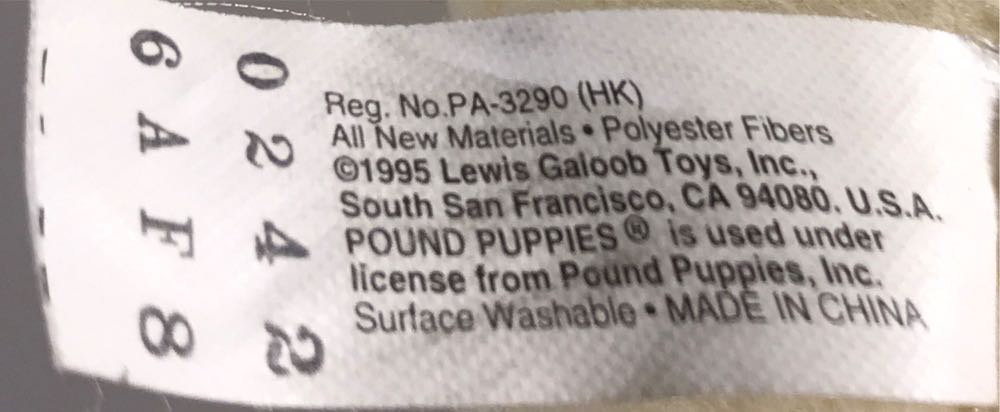 Reg. No.PA-3290 (HK)
All New Materials • Polyester Fibers
©1995 Lewis Galoob Toys, Inc.,
South San Francisco, CA 94080. U.S.A.
POUND PUPPIES® is used under
license from Pound Puppies, Inc.
Surface Washable • MADE IN CHINA
0242
6AF8